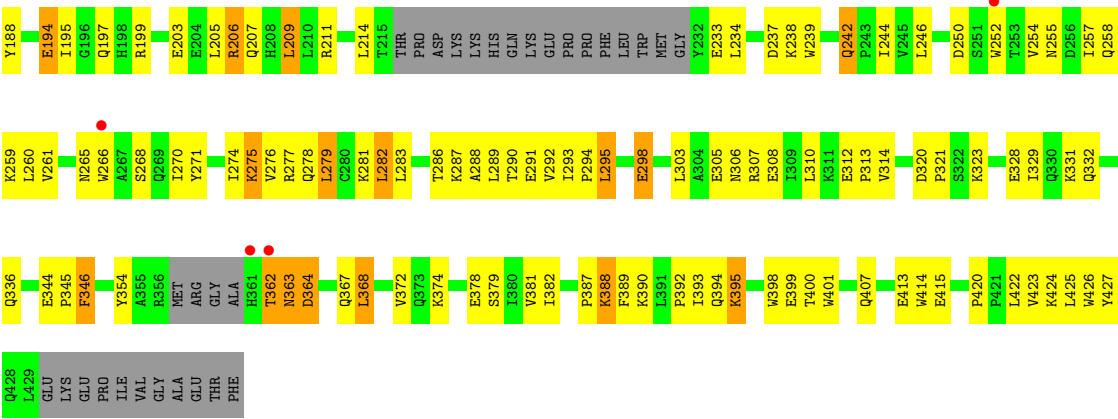 Y188 E194 I195 G196 Q197 H198 R199 E203 E204 L205 R206 Q207 H208 L209 L210 R211 L214 T215 THR PRO ASP LYS LYS HIS GLN LYS GLU PRO PRO PHE LEU TRP MET GLY Y232 E233 L234 D237 K238 W239 Q242 P243 I244 V245 L246 D250 S251 W252 T253 V254 N255 D256 I257 Q258
K259 L260 V261 N265 W266 A267 S268 Q269 I270 Y271 I274 K275 V276 R277 Q278 L279 C280 K281 L282 L283 T286 K287 A288 L289 T290 E291 V292 I293 P294 L295 E298 L303 A304 E305 N306 R307 E308 I309 L310 K311 E312 P313 V314 D320 P321 S322 K323 E328 I329 Q330 K331 Q332
Q336 E344 P345 F346 Y354 A355 R356 MET ARG GLY ALA H361 T362 N363 D364 Q367 L368 V372 Q373 K374 E378 S379 I380 V381 I382 P387 K388 F389 K390 L391 P392 I393 Q394 K395 W398 E399 T400 W401 Q407 E413 W414 E415 P420 P421 L422 V423 K424 L425 W426 Y427
Q428 L429 GLU LYS GLU PRO ILE VAL GLY ALA GLU THR PHE